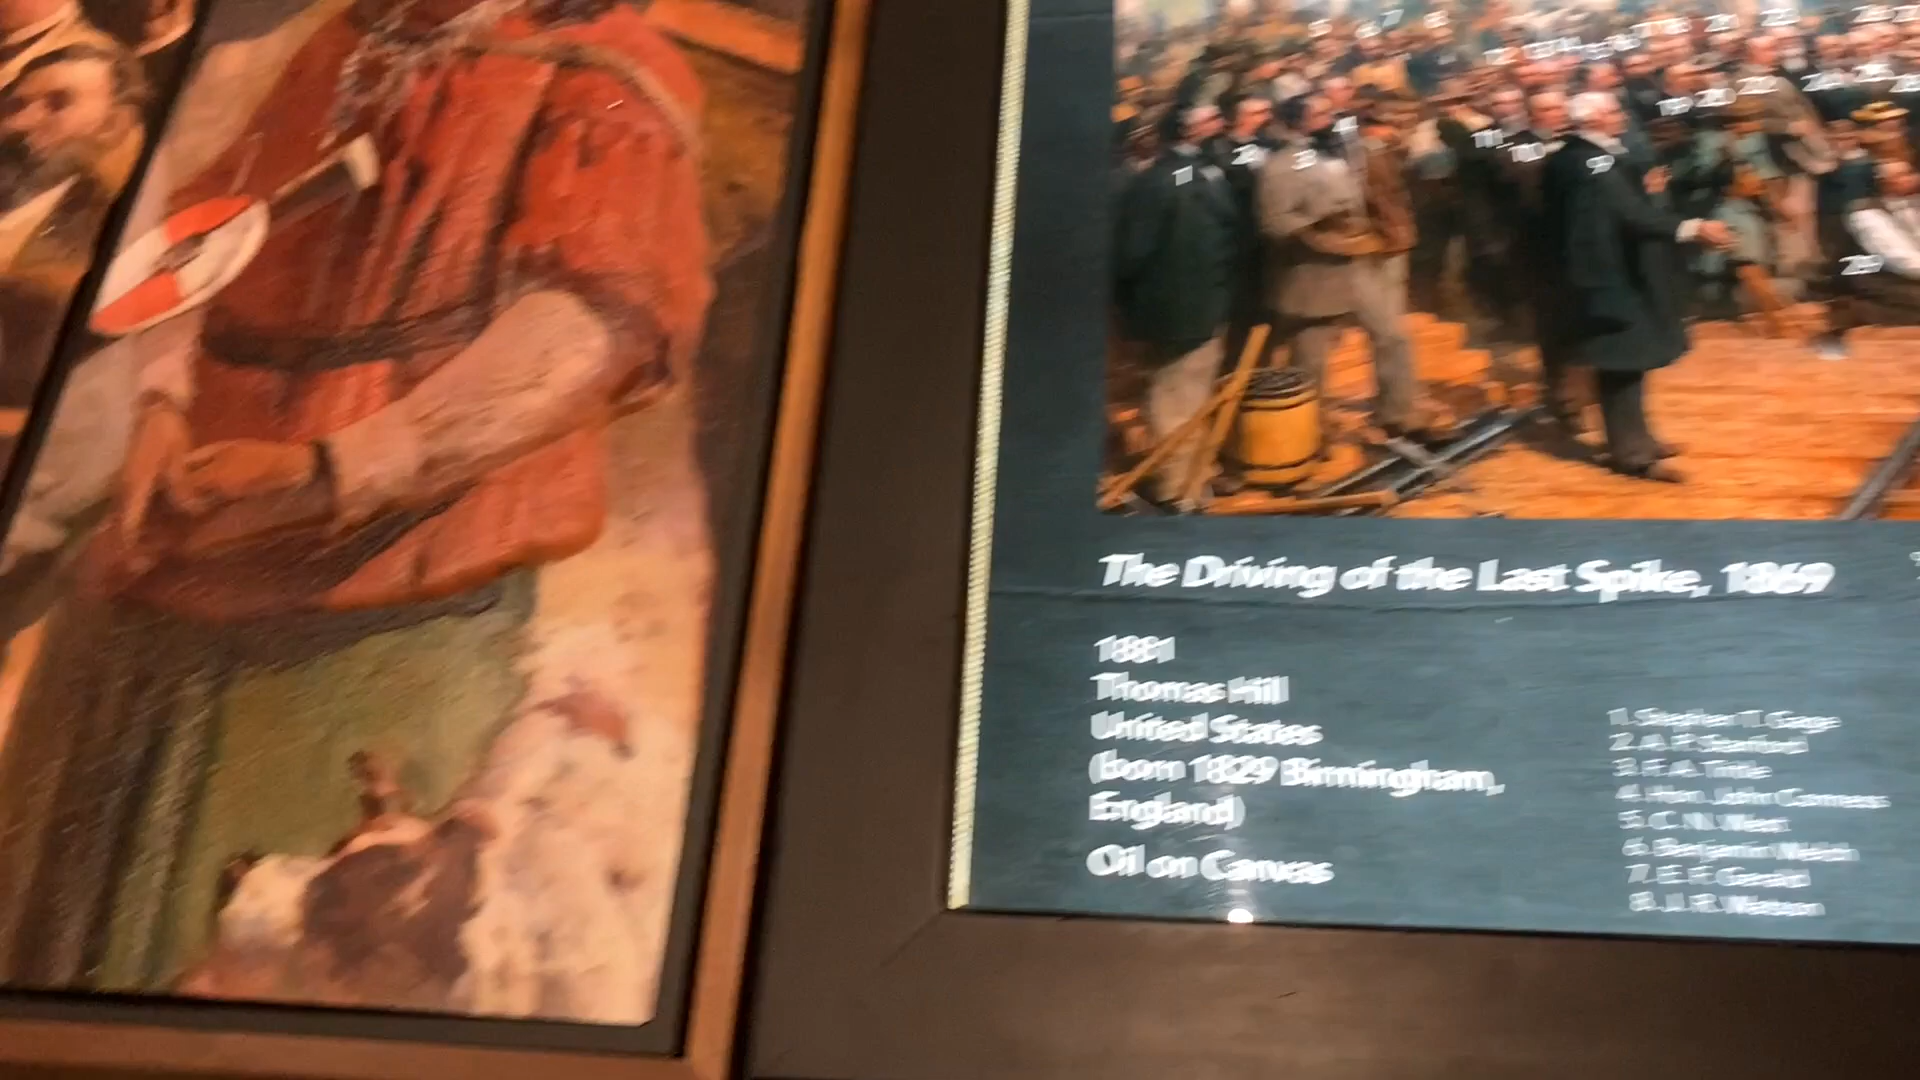 The Driving of the Last Spike, 1869
1881
Thomas Hill
United States
(born 1829 Birmingham,
England)
Oil on Canvas
1. Stephen T. Gage
2. A. P. Stanford
3. F. A. Tritle
4. Hon. John Conness
5. C. W. West
6. Benjamin Welch
7. E. F. Gerald
8. J. R. Watson